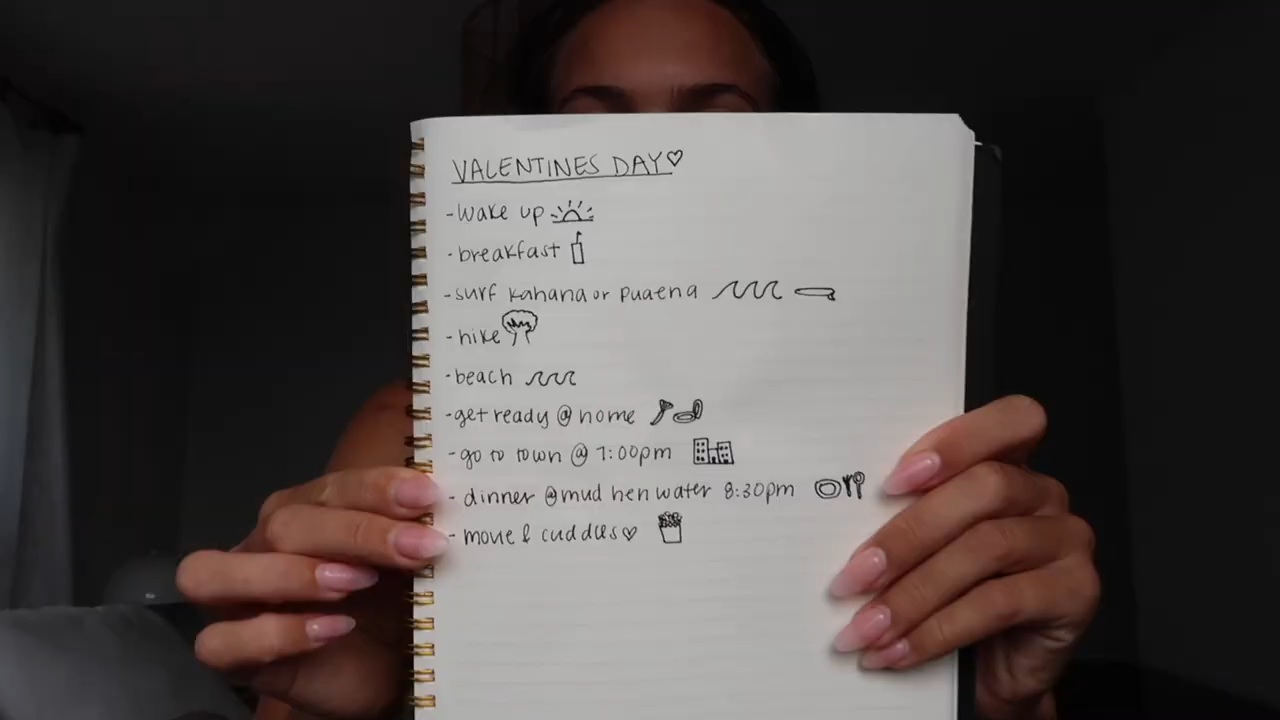 VALENTINES DAY♡
-wake up
-breakfast
-surf kahana or puaena
-hike
-beach
-get ready @ home
-go to town @ 7:00pm
-dinner @mud hen water 8:30pm
-movie & cuddles♡